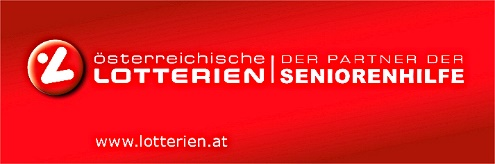 österreichische
LOTTERIEN
DER PARTNER DER
SENIORENHILFE
www.lotterien.at